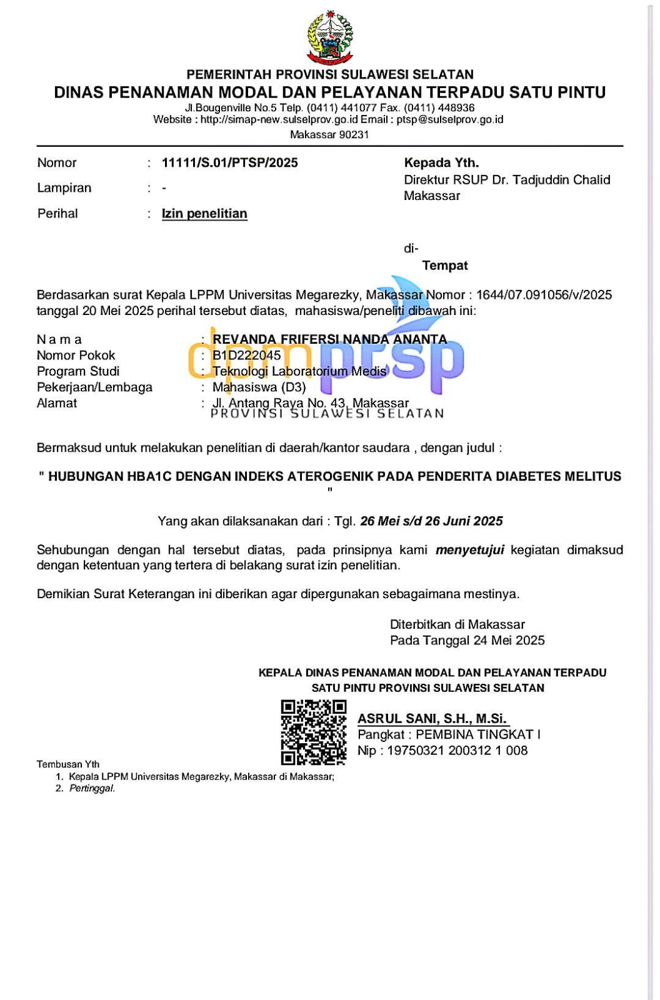 PEMERINTAH PROVINSI SULAWESI SELATAN
DINAS PENANAMAN MODAL DAN PELAYANAN TERPADU SATU PINTU
Jl.Bougenville No.5 Telp. (0411) 441077 Fax. (0411) 448936
Website : http://simap-new.sulselprov.go.id Email : ptsp@sulselprov.go.id
Makassar 90231
Nomor : 11111/S.01/PTSP/2025
Lampiran : -
Perihal : Izin penelitian
Kepada Yth.
Direktur RSUP Dr. Tadjuddin Chalid
Makassar
di-
Tempat
Berdasarkan surat Kepala LPPM Universitas Megarezky, Makassar Nomor : 1644/07.091056/v/2025
tanggal 20 Mei 2025 perihal tersebut diatas, mahasiswa/peneliti dibawah ini:
N a m a : REVANDA FRIFERSI NANDA ANANTA
Nomor Pokok : B1D222045
Program Studi : Teknologi Laboratorium Medis
Pekerjaan/Lembaga : Mahasiswa (D3)
Alamat : Jl. Antang Raya No. 43, Makassar
dpmptsp
PROVINSI SULAWESI SELATAN
Bermaksud untuk melakukan penelitian di daerah/kantor saudara , dengan judul :
" HUBUNGAN HBA1C DENGAN INDEKS ATEROGENIK PADA PENDERITA DIABETES MELITUS
"
Yang akan dilaksanakan dari : Tgl. 26 Mei s/d 26 Juni 2025
Sehubungan dengan hal tersebut diatas, pada prinsipnya kami menyetujui kegiatan dimaksud
dengan ketentuan yang tertera di belakang surat izin penelitian.
Demikian Surat Keterangan ini diberikan agar dipergunakan sebagaimana mestinya.
Diterbitkan di Makassar
Pada Tanggal 24 Mei 2025
KEPALA DINAS PENANAMAN MODAL DAN PELAYANAN TERPADU
SATU PINTU PROVINSI SULAWESI SELATAN
ASRUL SANI, S.H., M.Si.
Pangkat : PEMBINA TINGKAT I
Nip : 19750321 200312 1 008
Tembusan Yth
1. Kepala LPPM Universitas Megarezky, Makassar di Makassar;
2. Pertinggal.